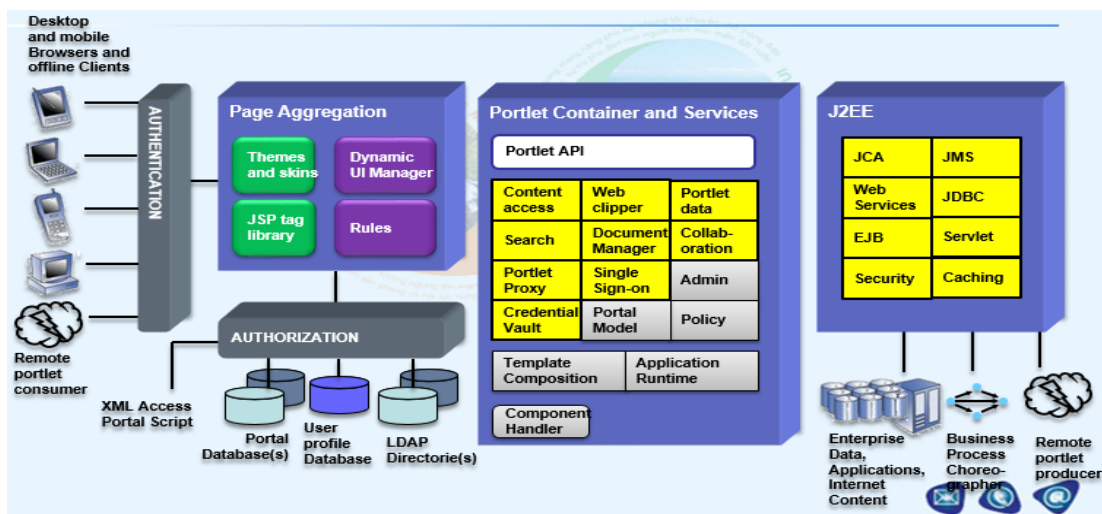 Desktop
and mobile
Browsers and
offline Clients
AUTHENTICATION
Remote
portlet
consumer
Page Aggregation
Themes
and skins
Dynamic
UI Manager
JSP tag
library
Rules
AUTHORIZATION
XML Access
Portal Script
Portal
Database(s)
User
profile
Database
LDAP
Directorie(s)
Portlet Container and Services
Portlet API
Content
access
Web
clipper
Portlet
data
Search
Document
Manager
Collab-
oration
Portlet
Proxy
Single
Sign-on
Admin
Credential
Vault
Portal
Model
Policy
Template
Composition
Application
Runtime
Component
Handler
J2EE
JCA
JMS
Web
Services
JDBC
EJB
Servlet
Security
Caching
Enterprise
Data,
Applications,
Internet
Content
Business
Process
Choreo-
grapher
Remote
portlet
producer